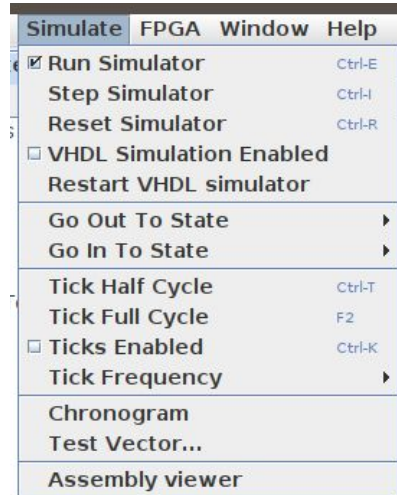 Simulate FPGA Window Help
Run Simulator Ctrl-E
Step Simulator Ctrl-I
Reset Simulator Ctrl-R
VHDL Simulation Enabled
Restart VHDL simulator
Go Out To State
Go In To State
Tick Half Cycle Ctrl-T
Tick Full Cycle F2
Ticks Enabled Ctrl-K
Tick Frequency
Chronogram
Test Vector...
Assembly viewer